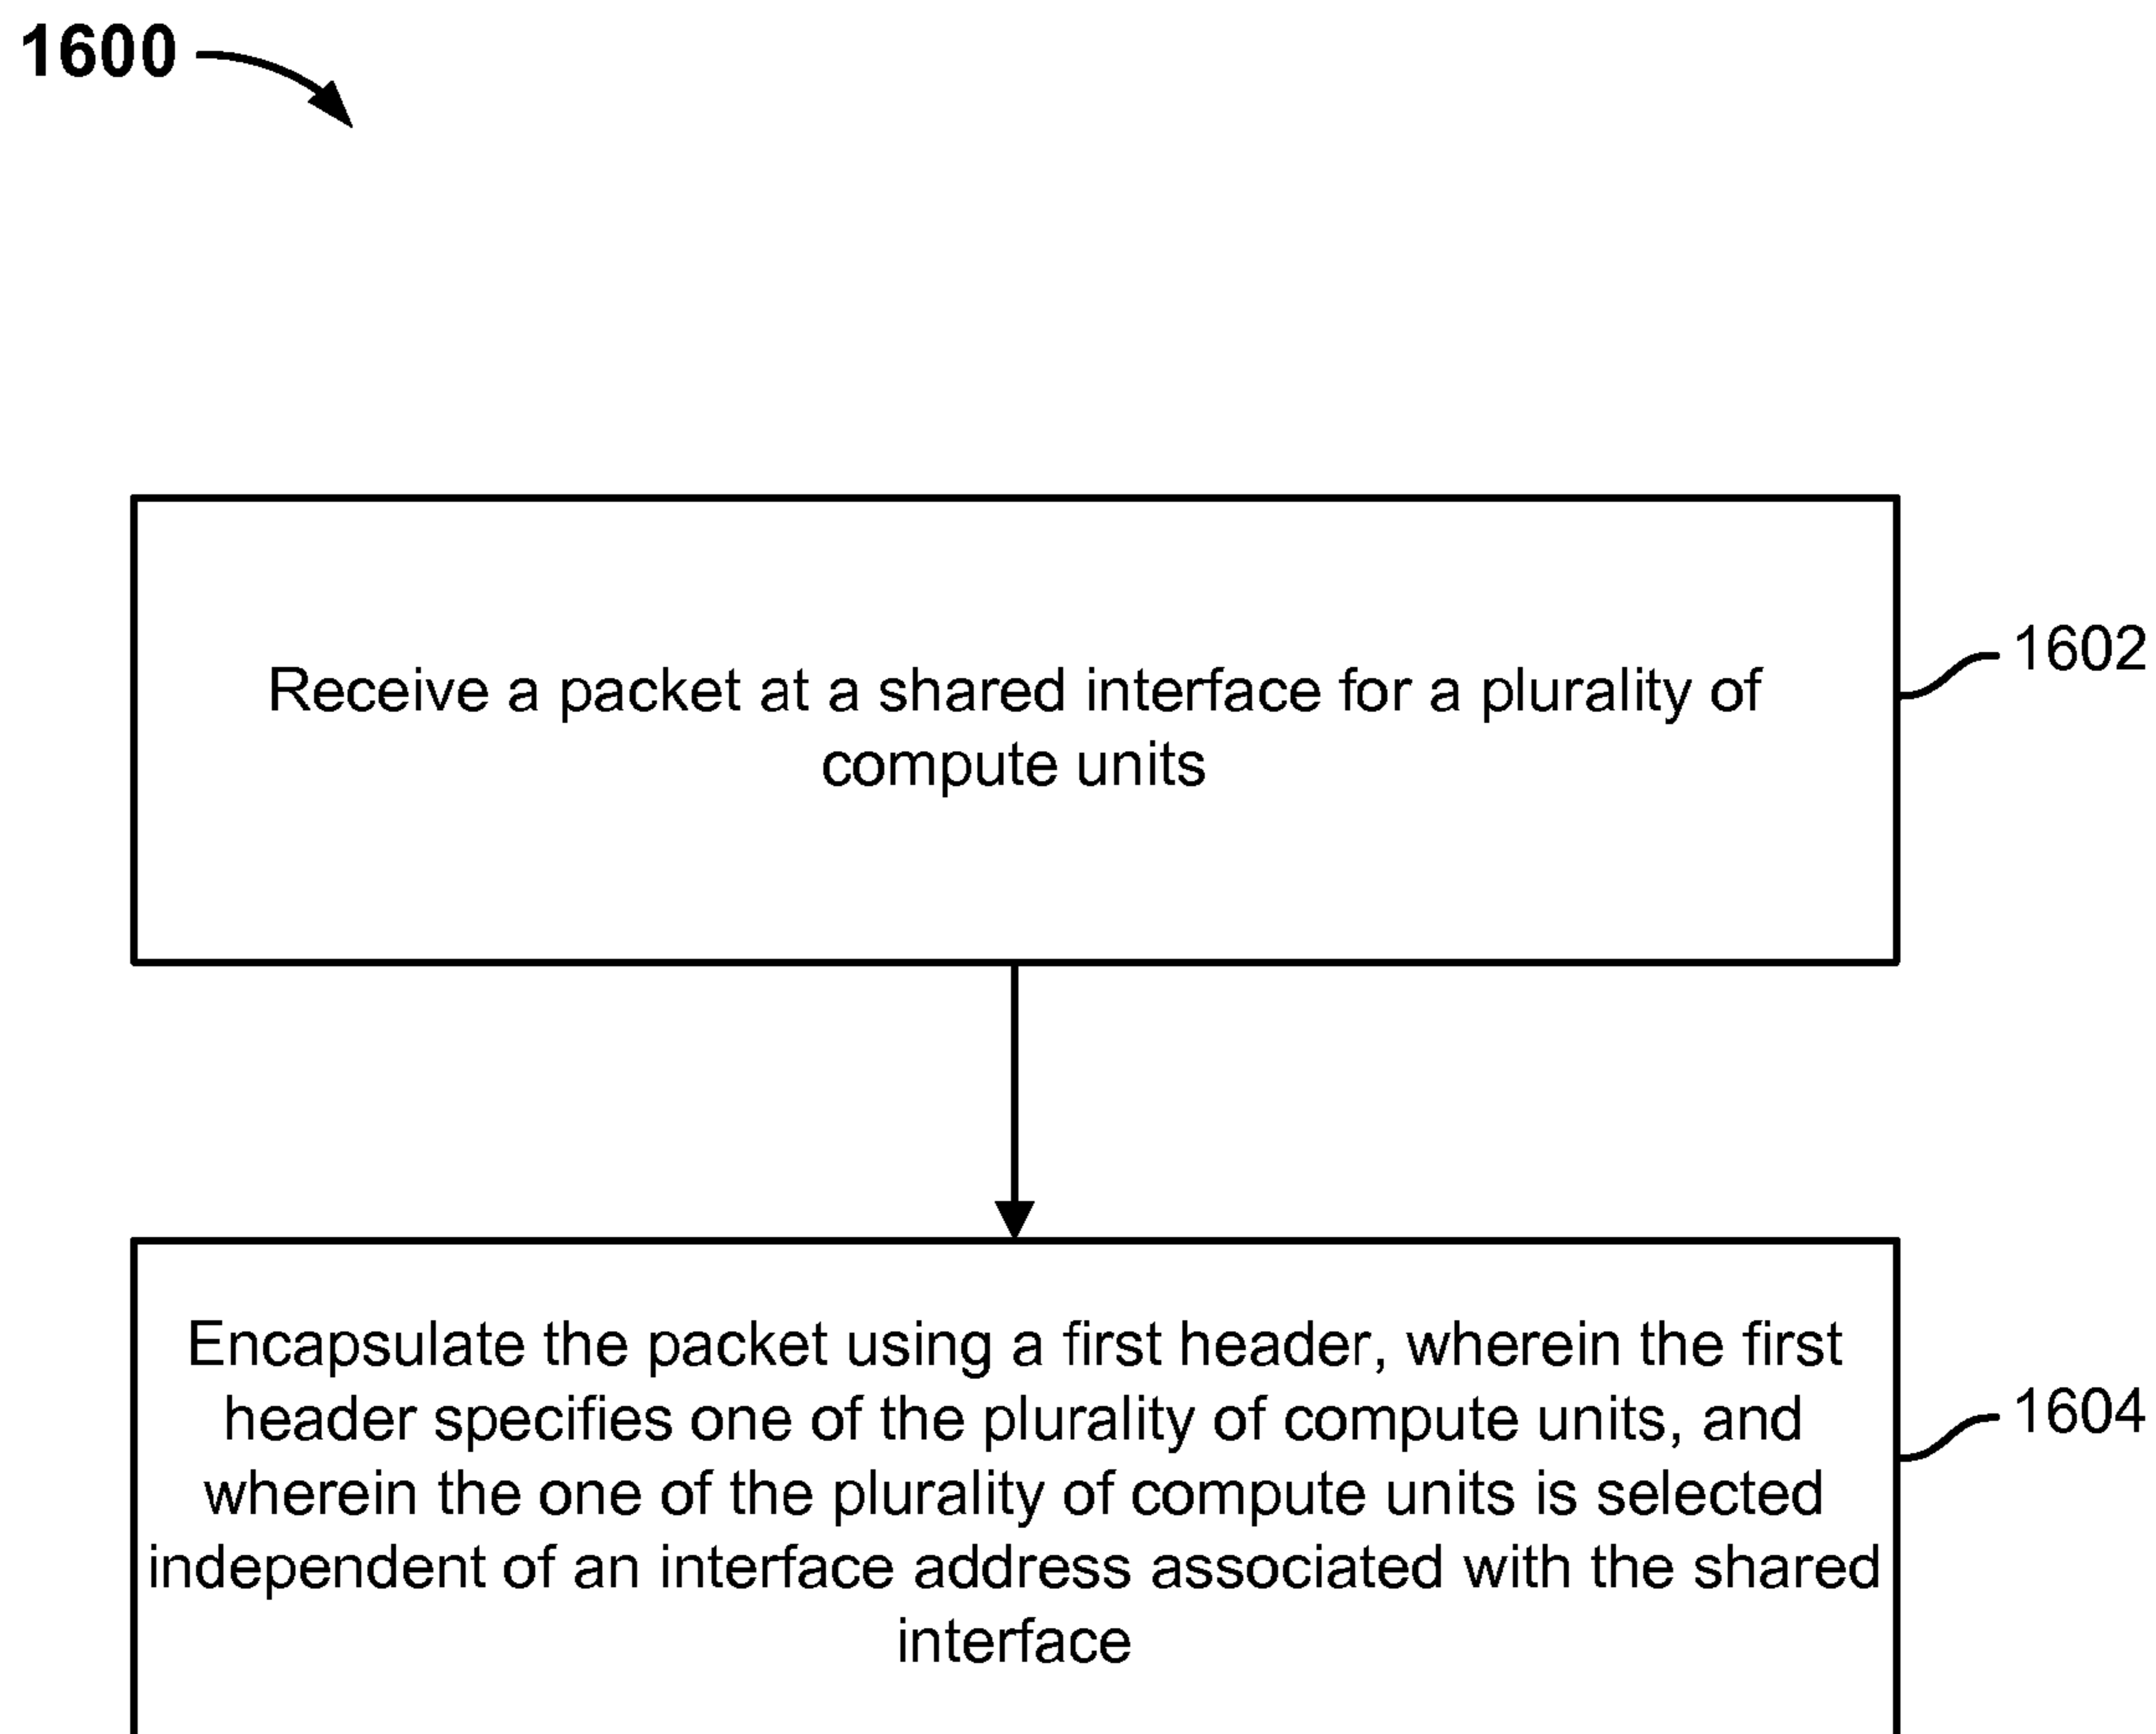 1600
Receive a packet at a shared interface for a plurality of
compute units
1602
Encapsulate the packet using a first header, wherein the first
header specifies one of the plurality of compute units, and
wherein the one of the plurality of compute units is selected
independent of an interface address associated with the shared
interface
1604